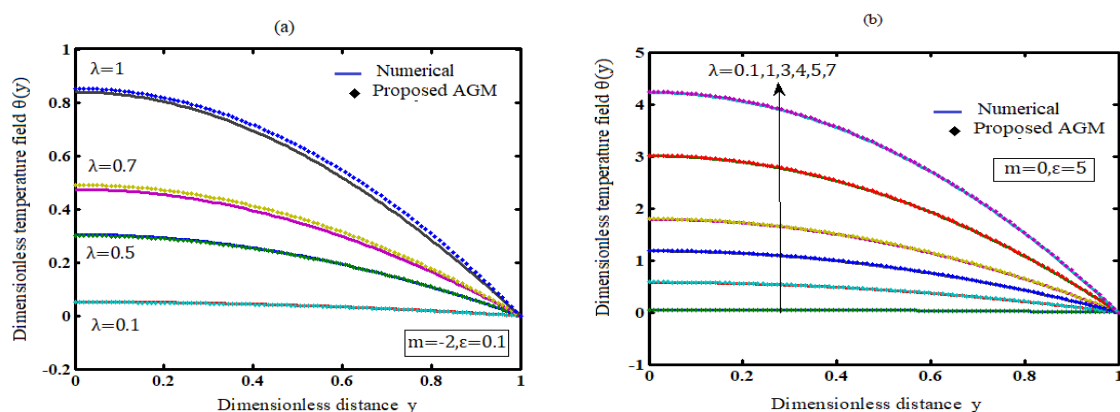 (a)
1
0.8
0.6
0.4
0.2
0
-0.2
0 0.2 0.4 0.6 0.8 1
Dimensionless temperature field θ(y)
Dimensionless distance y
λ=1
λ=0.7
λ=0.5
λ=0.1
Numerical
Proposed AGM
m=-2,ε=0.1
(b)
5
4
3
2
1
0
-1
0 0.2 0.4 0.6 0.8 1
Dimensionless temperature field θ(y)
Dimensionless distance y
λ=0.1,1,3,4,5,7
Numerical
Proposed AGM
m=0,ε=5